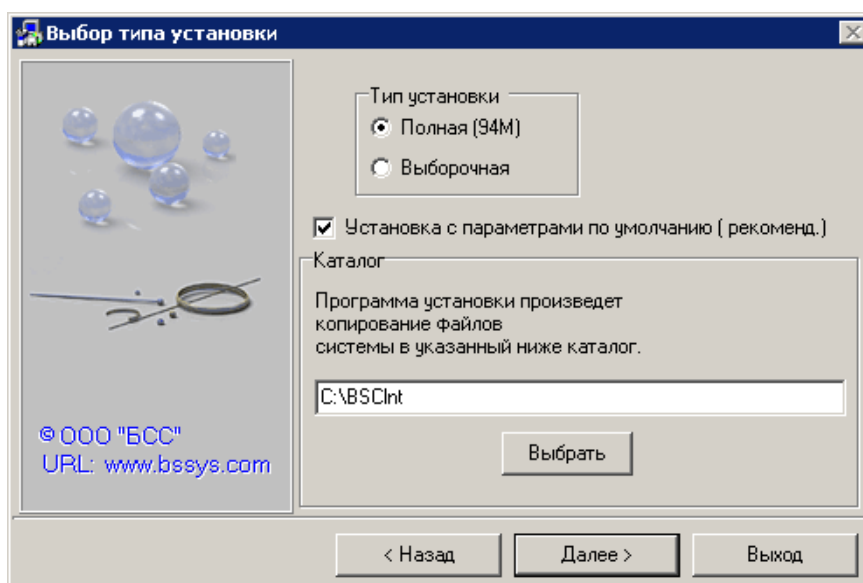 Выбор типа установки
Тип установки
Полная (94M)
Выборочная
Установка с параметрами по умолчанию ( рекоменд.)
Каталог
Программа установки произведет
копирование файлов
системы в указанный ниже каталог.
C:\BSClnt
Выбрать
© ООО "БСС"
URL: www.bssys.com
< Назад
Далее >
Выход